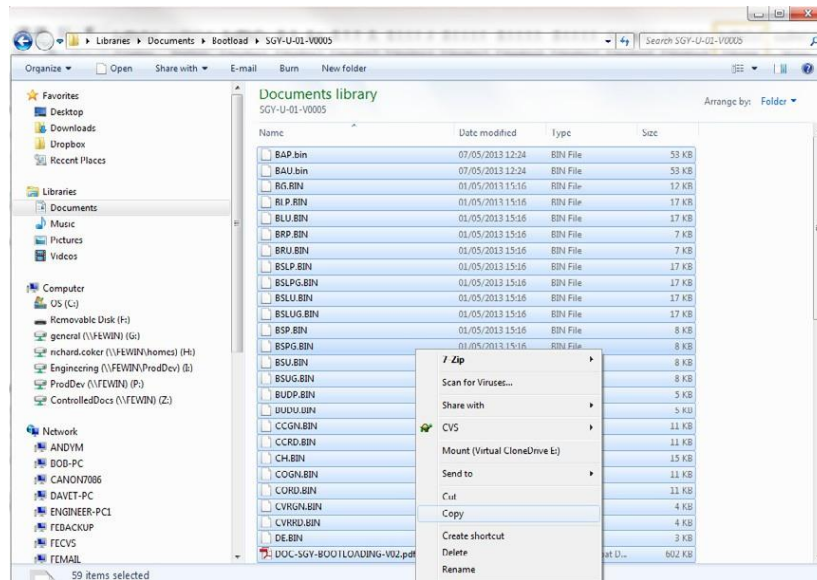 Libraries ▸ Documents ▸ Bootload ▸ SGY-U-01-V0005
Search SGY-U-01-V0005
Organize Open Share with E-mail Burn New folder
Favorites
Desktop
Downloads
Dropbox
Recent Places
Libraries
Documents
Music
Pictures
Videos
Computer
OS (C:)
Removable Disk (F:)
general (\\FEWIN) (G:)
richard.coker (\\FEWIN\homes) (H:)
Engineering (\\FEWIN\ProdDev) (I:)
ProdDev (\\FEWIN) (P:)
ControlledDocs (\\FEWIN) (Z:)
Network
ANDYM
BOB-PC
CANON7086
DAVET-PC
ENGINEER-PC1
FEBACKUP
FECVS
FEMAIL
Documents library
SGY-U-01-V0005
Arrange by: Folder
Name Date modified Type Size
BAP.bin 07/05/2013 12:24 BIN File 53 KB
BAU.bin 07/05/2013 12:24 BIN File 53 KB
BG.BIN 01/05/2013 15:16 BIN File 12 KB
BLP.BIN 01/05/2013 15:16 BIN File 17 KB
BLU.BIN 01/05/2013 15:16 BIN File 17 KB
BRP.BIN 01/05/2013 15:16 BIN File 7 KB
BRU.BIN 01/05/2013 15:16 BIN File 7 KB
BSLP.BIN 01/05/2013 15:16 BIN File 17 KB
BSLPG.BIN 01/05/2013 15:16 BIN File 17 KB
BSLU.BIN 01/05/2013 15:16 BIN File 17 KB
BSLUG.BIN 01/05/2013 15:16 BIN File 17 KB
BSP.BIN 01/05/2013 15:16 BIN File 8 KB
BSPG.BIN 01/05/2013 15:16 BIN File 8 KB
BSU.BIN 8 KB
BSUG.BIN 8 KB
BUDP.BIN 5 KB
BUDU.BIN 5 KB
CCGN.BIN 11 KB
CCRD.BIN 11 KB
CH.BIN 15 KB
COGN.BIN 11 KB
CORD.BIN 11 KB
CVRGN.BIN 4 KB
CVRRD.BIN 4 KB
DE.BIN 3 KB
DOC-SGY-BOOTLOADING-V02.pdf at D... 602 KB
7-Zip
Scan for Viruses...
Share with
CVS
Mount (Virtual CloneDrive E:)
Send to
Cut
Copy
Create shortcut
Delete
Rename
59 items selected